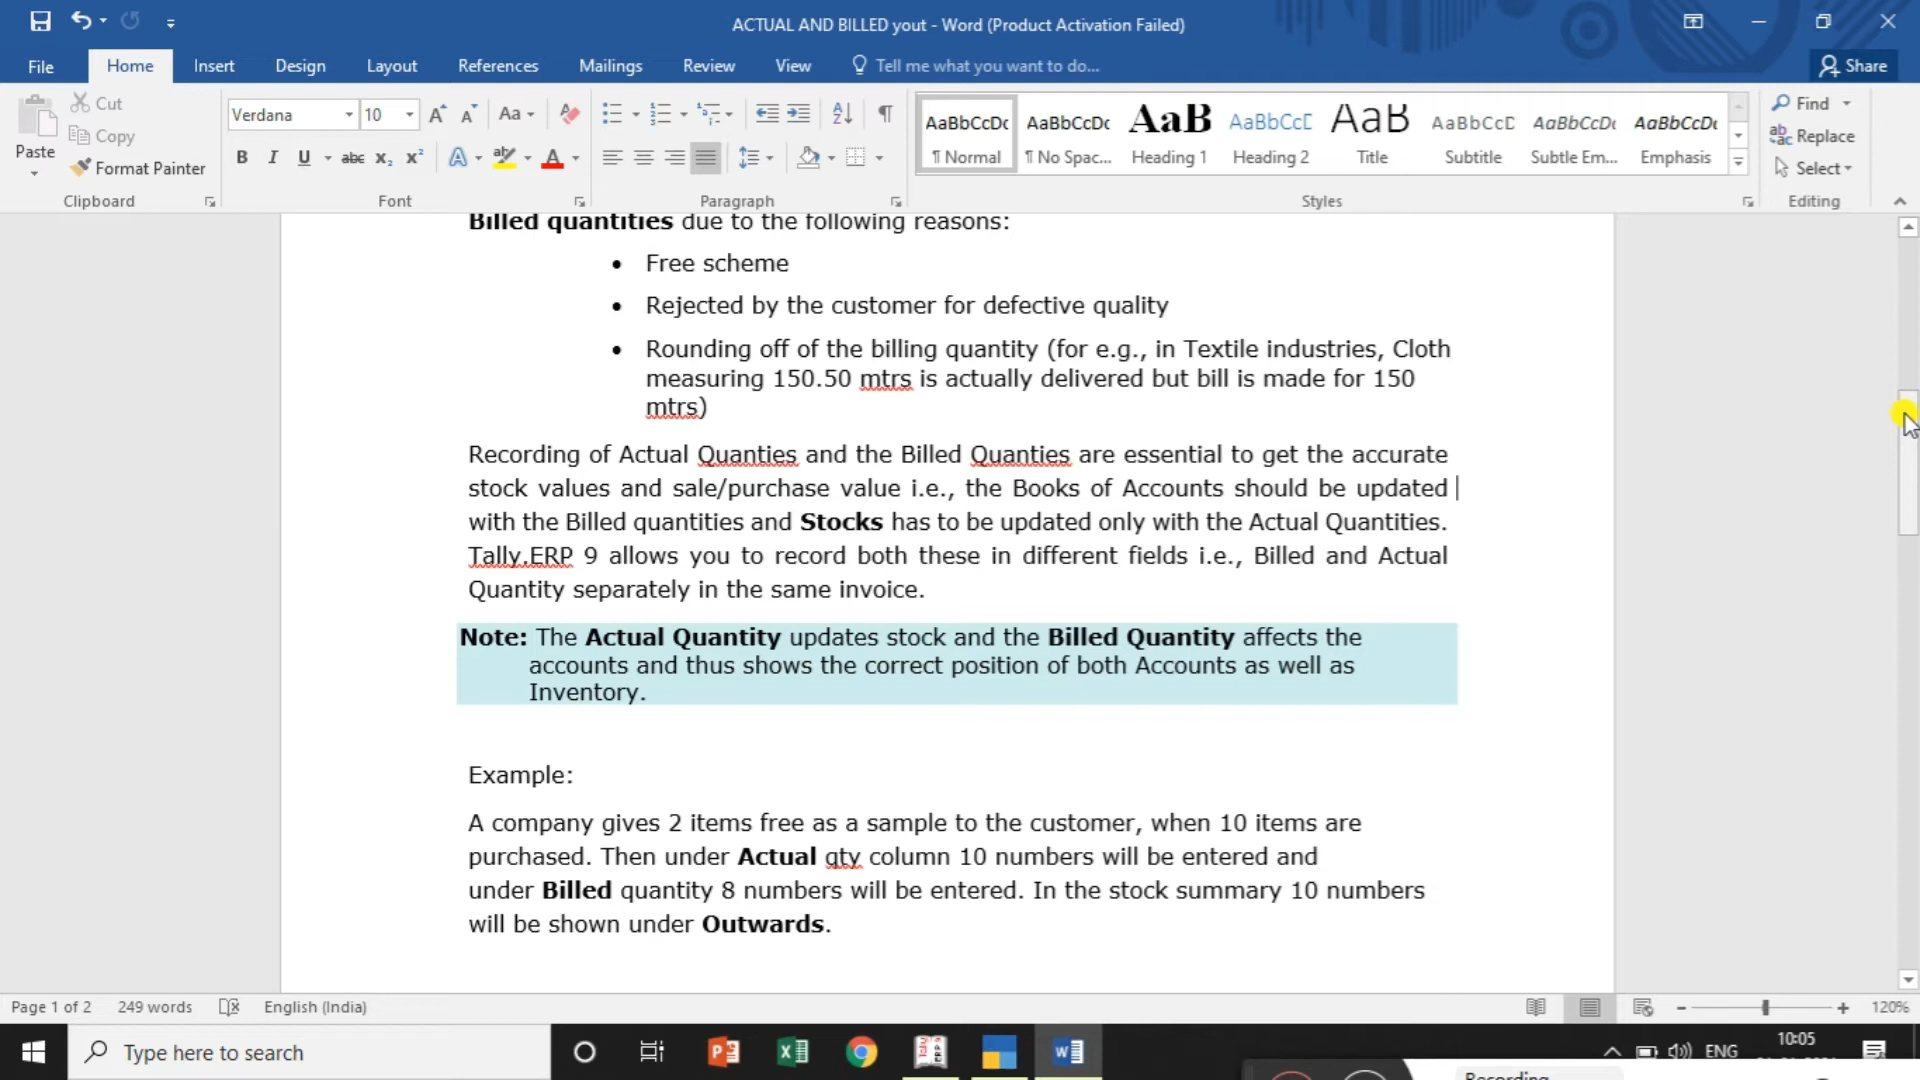 ACTUAL AND BILLED yout - Word (Product Activation Failed)
File Home Insert Design Layout References Mailings Review View Tell me what you want to do... Share
Paste
Cut
Copy
Format Painter
Clipboard
Verdana 10
Font
Paragraph
AaBbCcDc AaBbCcDc AaB AaBbCcC AaB AaBbCcD AaBbCcDc AaBbCcDc
¶ Normal ¶ No Spac... Heading 1 Heading 2 Title Subtitle Subtle Em... Emphasis
Styles
Find
Replace
Select
Editing
Billed quantities due to the following reasons:
• Free scheme
• Rejected by the customer for defective quality
• Rounding off of the billing quantity (for e.g., in Textile industries, Cloth
measuring 150.50 mtrs is actually delivered but bill is made for 150
mtrs)
Recording of Actual Quanties and the Billed Quanties are essential to get the accurate
stock values and sale/purchase value i.e., the Books of Accounts should be updated
with the Billed quantities and Stocks has to be updated only with the Actual Quantities.
Tally.ERP 9 allows you to record both these in different fields i.e., Billed and Actual
Quantity separately in the same invoice.
Note: The Actual Quantity updates stock and the Billed Quantity affects the
accounts and thus shows the correct position of both Accounts as well as
Inventory.
Example:
A company gives 2 items free as a sample to the customer, when 10 items are
purchased. Then under Actual qty column 10 numbers will be entered and
under Billed quantity 8 numbers will be entered. In the stock summary 10 numbers
will be shown under Outwards.
Page 1 of 2 249 words English (India) 120%
Type here to search
ENG 10:05
Recording